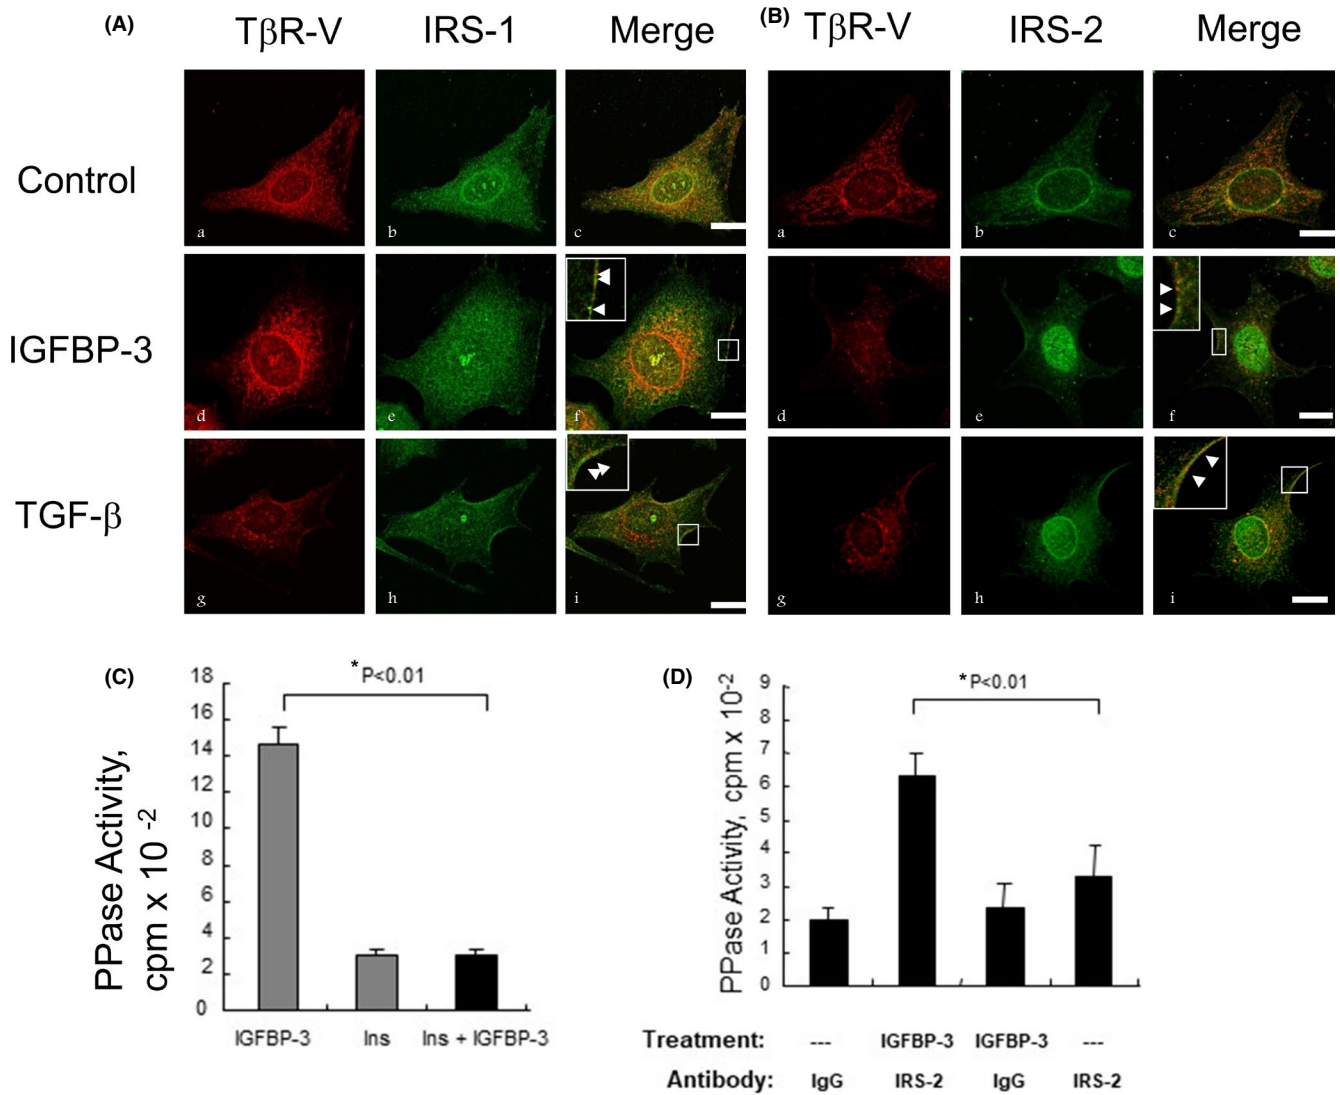 (A) TβR-V IRS-1 Merge (B) TβR-V IRS-2 Merge
Control
a b c a b c
IGFBP-3
d e f d e f
TGF-β
g h i g h i
(C)
PPase Activity,
cpm x 10 -2
18
16
14
12
10
8
6
4
2
0
* P<0.01
IGFBP-3 Ins Ins + IGFBP-3
(D)
PPase Activity, cpm x 10-2
9
8
7
6
5
4
3
2
1
0
* P<0.01
Treatment: --- IGFBP-3 IGFBP-3 ---
Antibody: IgG IRS-2 IgG IRS-2